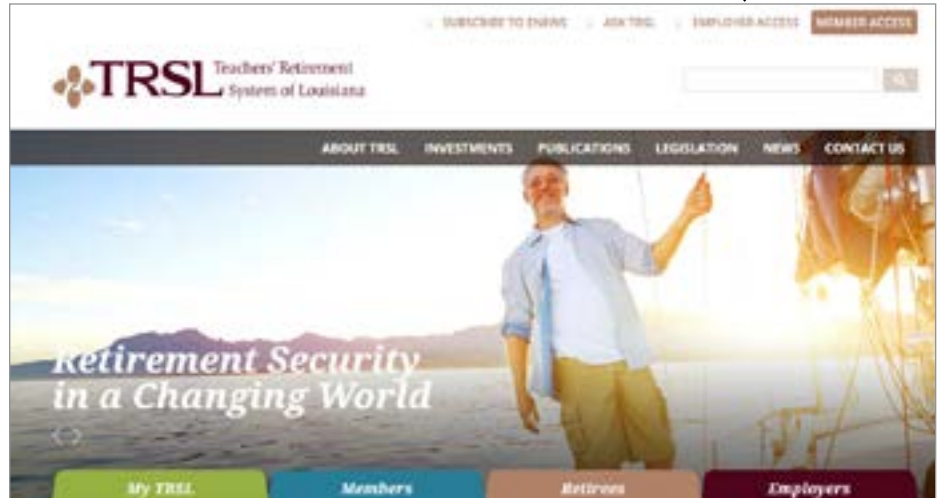 SUBSCRIBE TO ENEWS ASK TRSL EMPLOYER ACCESS MEMBER ACCESS
TRSL Teachers' Retirement
System of Louisiana
ABOUT TRSL INVESTMENTS PUBLICATIONS LEGISLATION NEWS CONTACT US
Retirement Security
in a Changing World
My TRSL Members Retirees Employers